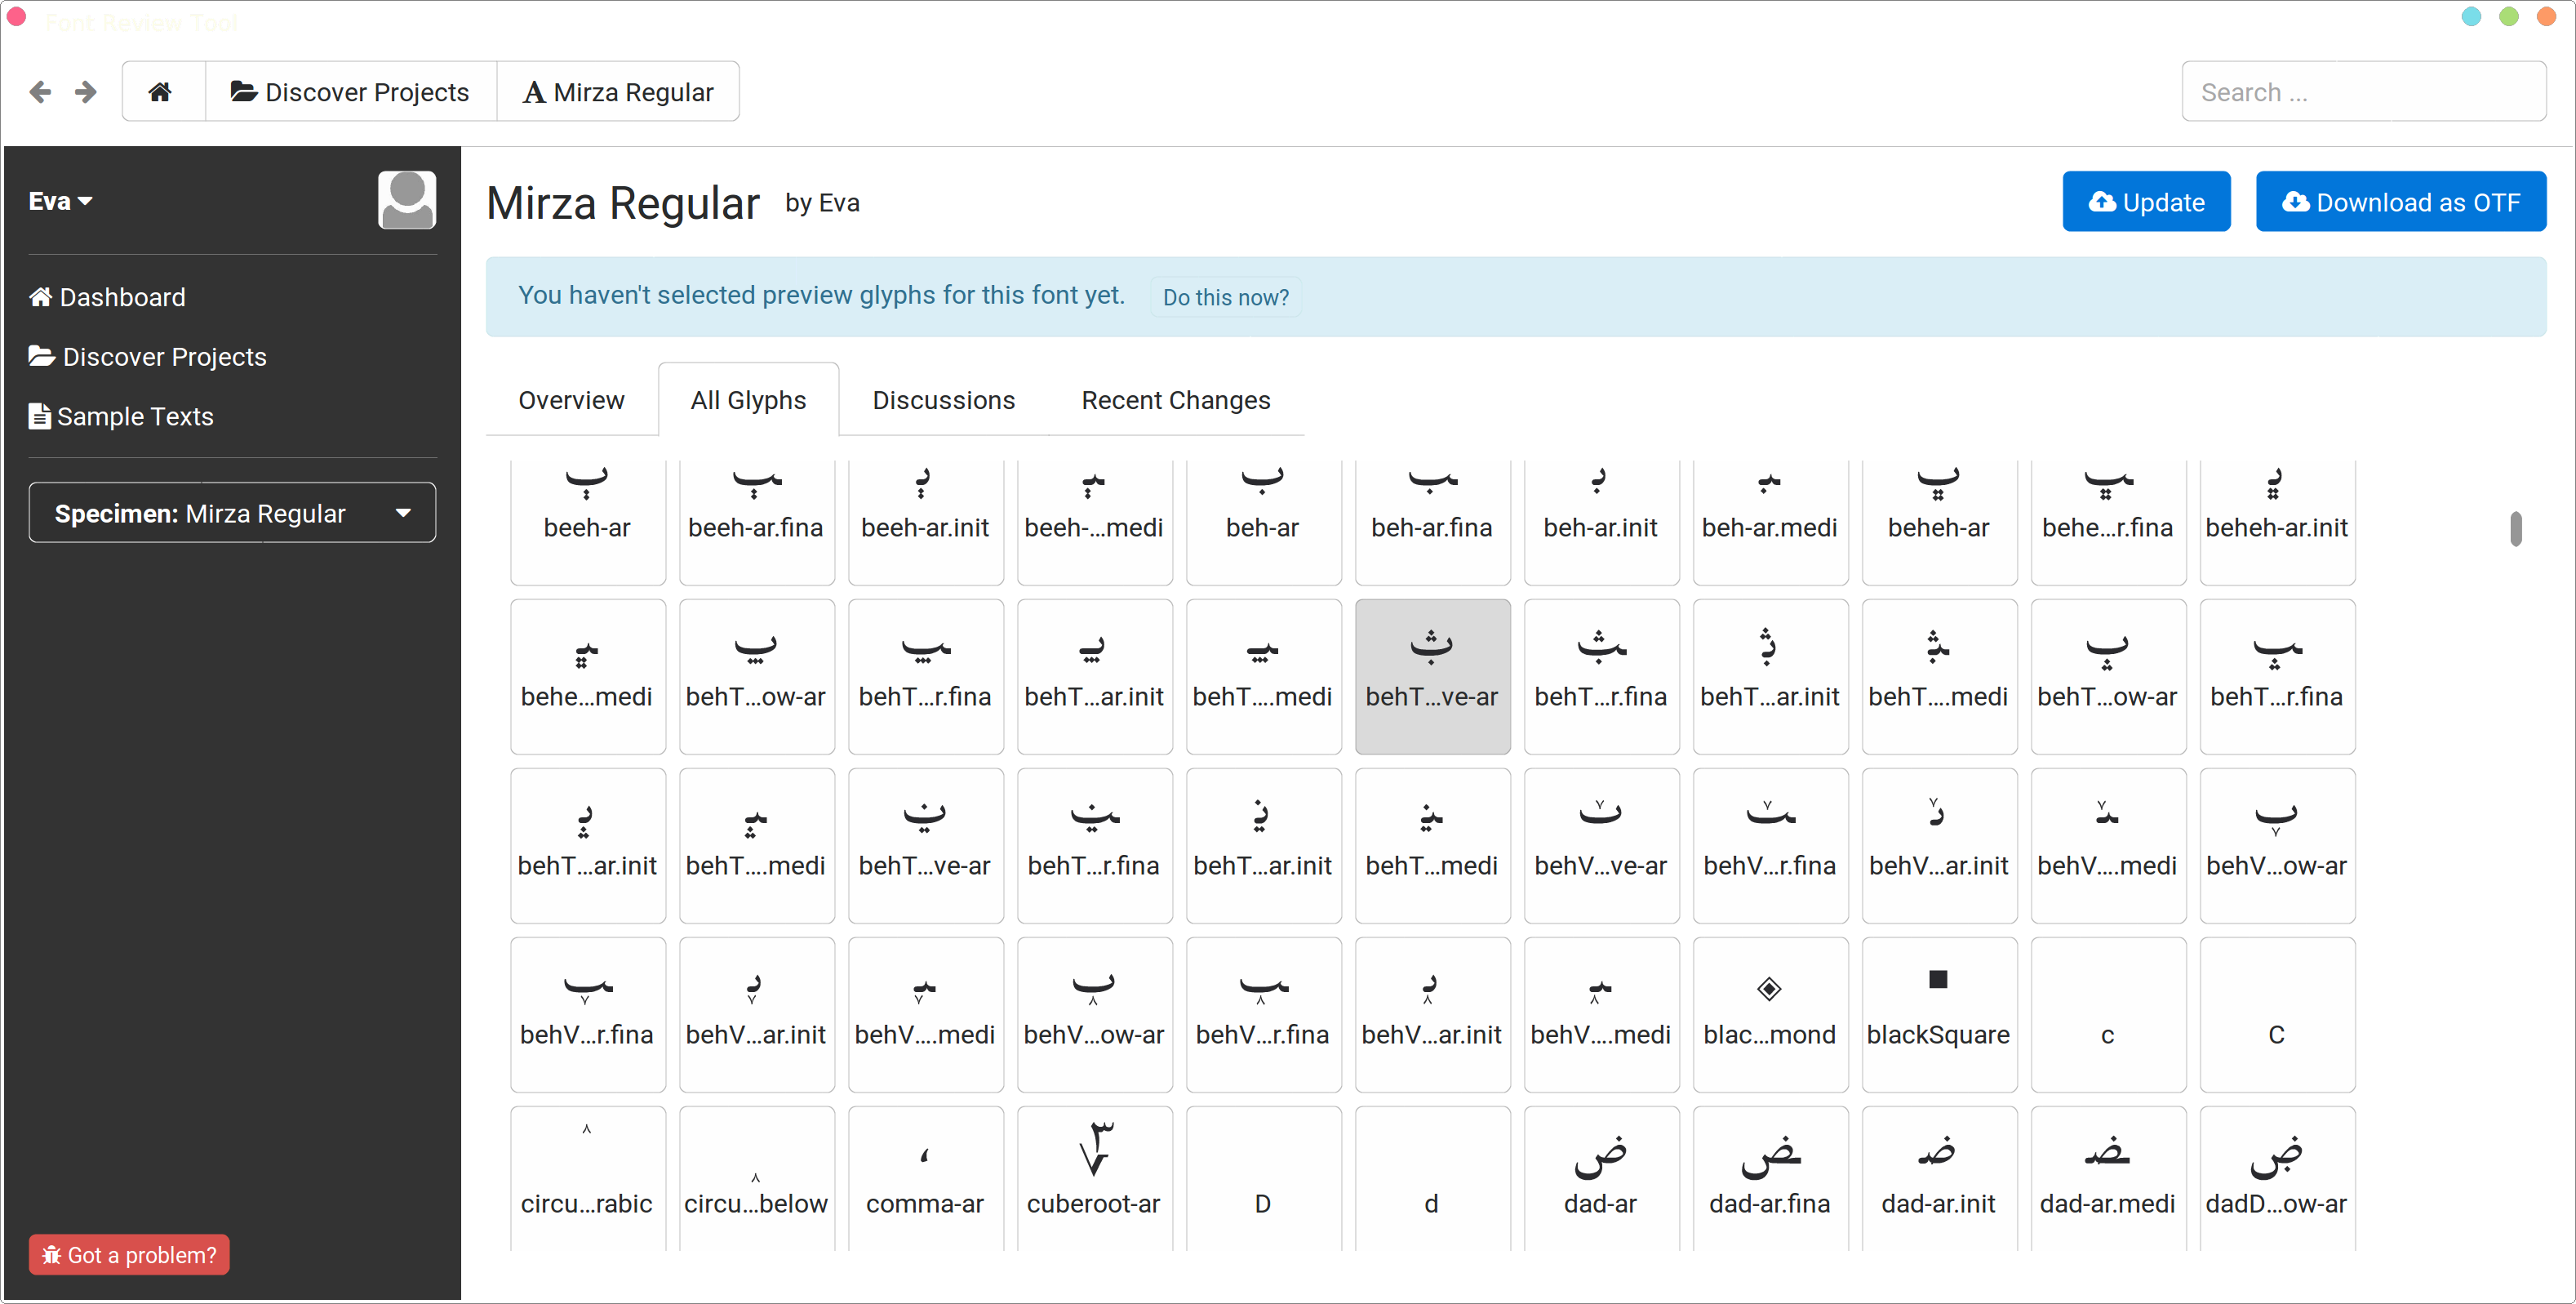 Font Review Tool
Discover Projects
Mirza Regular
Search ...
Eva
Mirza Regular by Eva
Update
Download as OTF
Dashboard
Discover Projects
Sample Texts
Specimen: Mirza Regular
Got a problem?
You haven't selected preview glyphs for this font yet. Do this now?
Overview All Glyphs Discussions Recent Changes
beeh-ar beeh-ar.fina beeh-ar.init beeh-...medi beh-ar beh-ar.fina beh-ar.init beh-ar.medi beheh-ar behe...r.fina beheh-ar.init
behe...medi behT...ow-ar behT...r.fina behT...ar.init behT....medi behT...ve-ar behT...r.fina behT...ar.init behT....medi behT...ow-ar behT...r.fina
behT...ar.init behT....medi behT...ve-ar behT...r.fina behT...ar.init behT...medi behV...ve-ar behV...r.fina behV...ar.init behV....medi behV...ow-ar
behV...r.fina behV...ar.init behV....medi behV...ow-ar behV...r.fina behV...ar.init behV....medi blac...mond blackSquare c C
، ض ض
circu...rabic circu...below comma-ar cuberoot-ar D d dad-ar dad-ar.fina dad-ar.init dad-ar.medi dadD...ow-ar